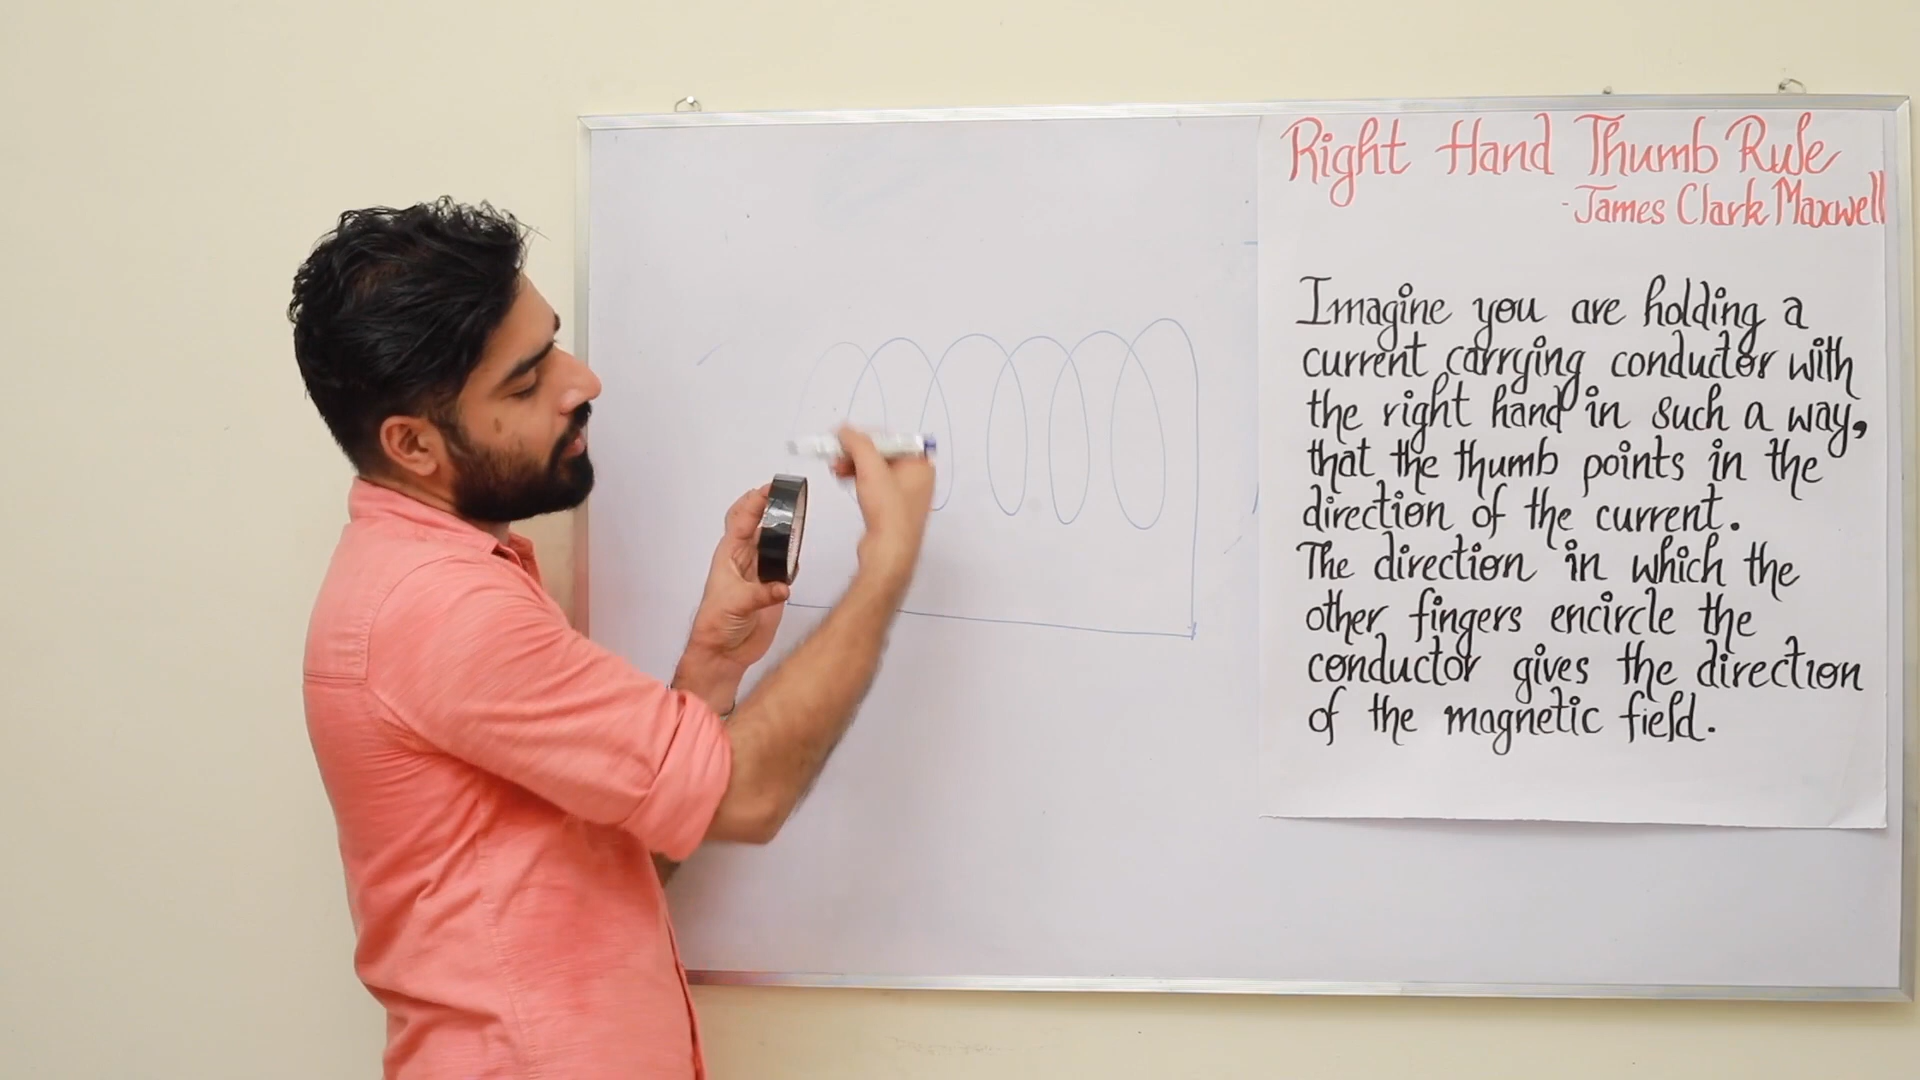 Right Hand Thumb Rule
-James Clark Maxwell
Imagine you are holding a
current carrying conductor with
the right hand in such a way,
that the thumb points in the
direction of the current.
The direction in which the
other fingers encircle the
conductor gives the direction
of the magnetic field.